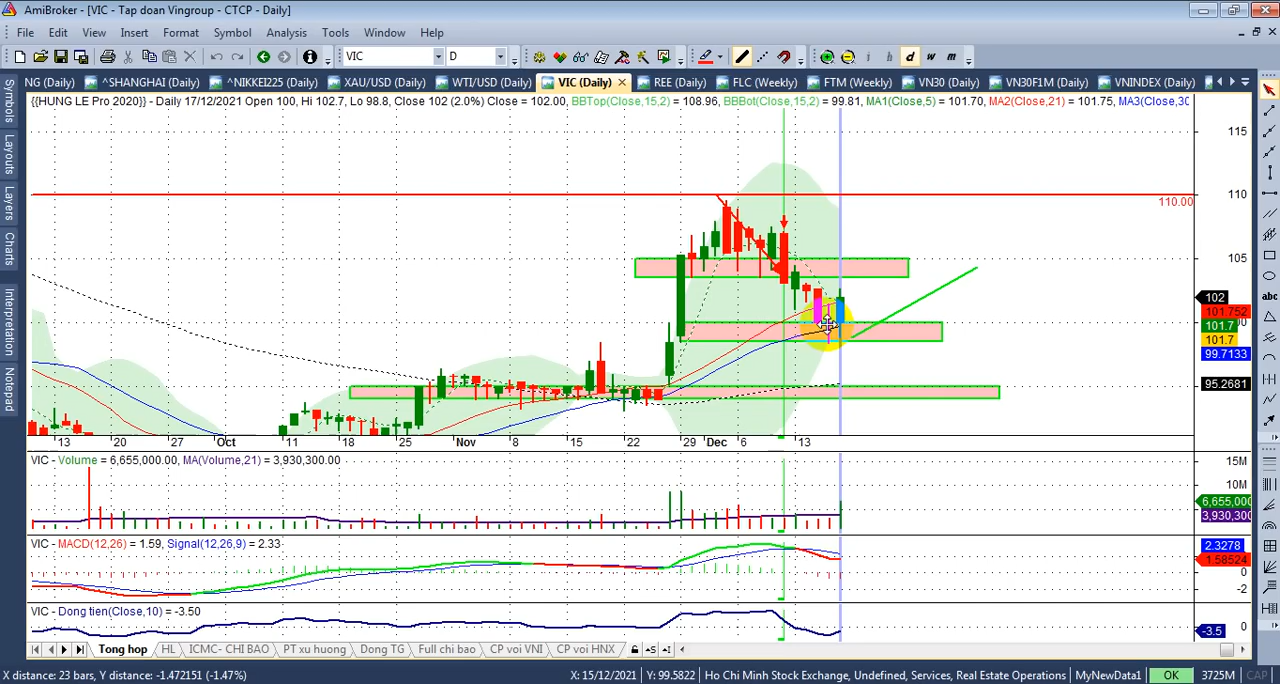 AmiBroker - [VIC - Tap doan Vingroup - CTCP - Daily]
File Edit View Insert Format Symbol Analysis Tools Window Help
VIC D d w m
NG (Daily) ^SHANGHAI (Daily) ^NIKKEI225 (Daily) XAU/USD (Daily) WTI/USD (Daily) VIC (Daily) REE (Daily) FLC (Weekly) FTM (Weekly) VN30 (Daily) VN30F1M (Daily) VNINDEX (Daily)
{{HUNG LE Pro 2020}} - Daily 17/12/2021 Open 100, Hi 102.7, Lo 98.8, Close 102 (2.0%) Close = 102.00, BBTop(Close,15,2) = 108.96, BBBot(Close,15,2) = 99.81, MA1(Close,5) = 101.70, MA2(Close,21) = 101.75, MA3(Close,30
Symbols
Layouts
Layers
Charts
Interpretation
Notepad
abc
115
110
110.00
105
102
101.752
101.7
101.7
99.7133
95.2681
13 20 27 Oct 11 18 25 Nov 8 15 22 29 Dec 6 13
VIC - Volume = 6,655,000.00, MA(Volume,21) = 3,930,300.00
15M
10M
6,655,000
3,930,300
VIC - MACD(12,26) = 1.59, Signal(12,26,9) = 2.33
2.3278
1.58524
0
-2
VIC - Dong tien(Close,10) = -3.50
0
-3.5
Tong hop HL ICMC- CHI BAO PT xu huong Dong TG Full chi bao CP voi VNI CP voi HNX
X distance: 23 bars, Y distance: -1.472151 (-1.47%) X: 15/12/2021 Y: 99.5822 Ho Chi Minh Stock Exchange, Undefined, Services, Real Estate Operations MyNewData1 OK 3725M CAP